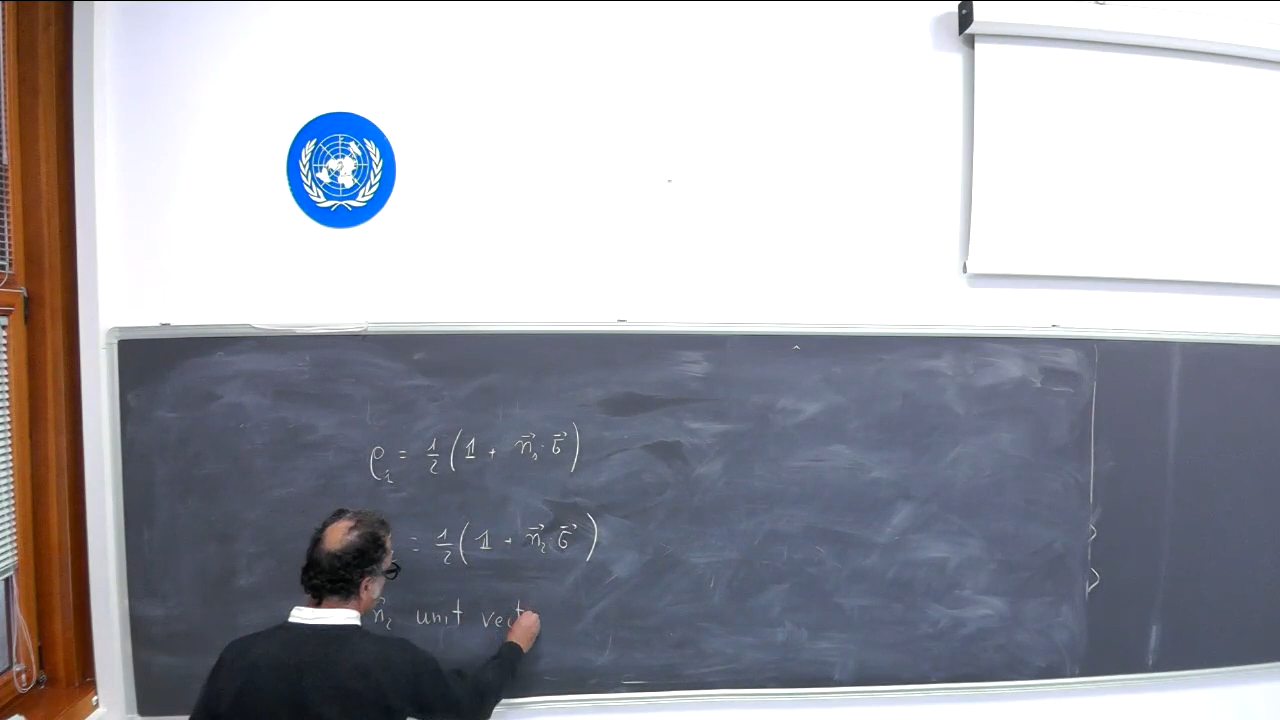 ρ₁ = 1/2 (𝟙 + n⃗₁ · σ⃗)
= 1/2 (𝟙 + n⃗₂ · σ⃗)
n⃗₂ unit vect